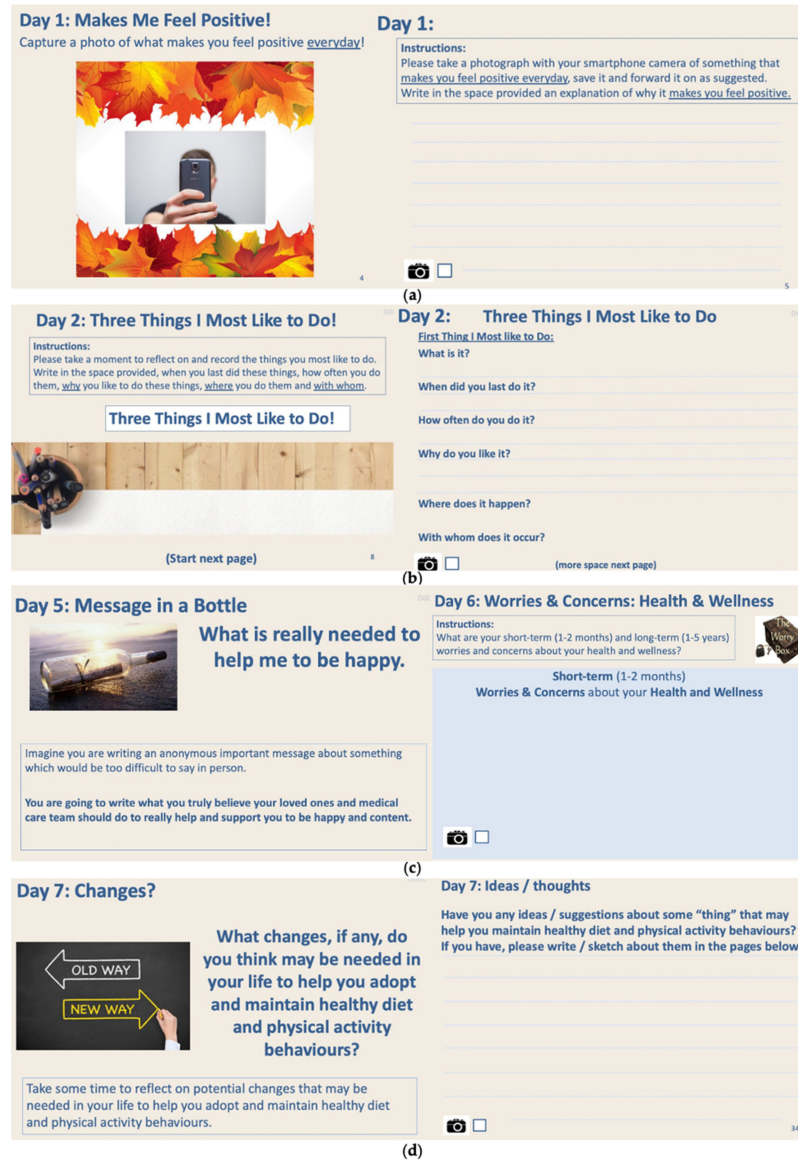 Day 1: Makes Me Feel Positive!
Capture a photo of what makes you feel positive everyday!
4
Day 1:
Instructions:
Please take a photograph with your smartphone camera of something that
makes you feel positive everyday, save it and forward it on as suggested.
Write in the space provided an explanation of why it makes you feel positive.
5
(a)
Day 2: Three Things I Most Like to Do!
Instructions:
Please take a moment to reflect on and record the things you most like to do.
Write in the space provided, when you last did these things, how often you do
them, why you like to do these things, where you do them and with whom.
Three Things I Most Like to Do!
(Start next page)
8
Day 2: Three Things I Most Like to Do
First Thing I Most like to Do:
What is it?
When did you last do it?
How often do you do it?
Why do you like it?
Where does it happen?
With whom does it occur?
(more space next page)
(b)
Day 5: Message in a Bottle
What is really needed to
help me to be happy.
Imagine you are writing an anonymous important message about something
which would be too difficult to say in person.
You are going to write what you truly believe your loved ones and medical
care team should do to really help and support you to be happy and content.
Day 6: Worries & Concerns: Health & Wellness
Instructions:
What are your short-term (1-2 months) and long-term (1-5 years)
worries and concerns about your health and wellness?
The
Worry
Box
Short-term (1-2 months)
Worries & Concerns about your Health and Wellness
(c)
Day 7: Changes?
OLD WAY
NEW WAY
What changes, if any, do
you think may be needed in
your life to help you adopt
and maintain healthy diet
and physical activity
behaviours?
Take some time to reflect on potential changes that may be
needed in your life to help you adopt and maintain healthy diet
and physical activity behaviours.
Day 7: Ideas / thoughts
Have you any ideas / suggestions about some “thing” that may
help you maintain healthy diet and physical activity behaviours?
If you have, please write / sketch about them in the pages below
34
(d)